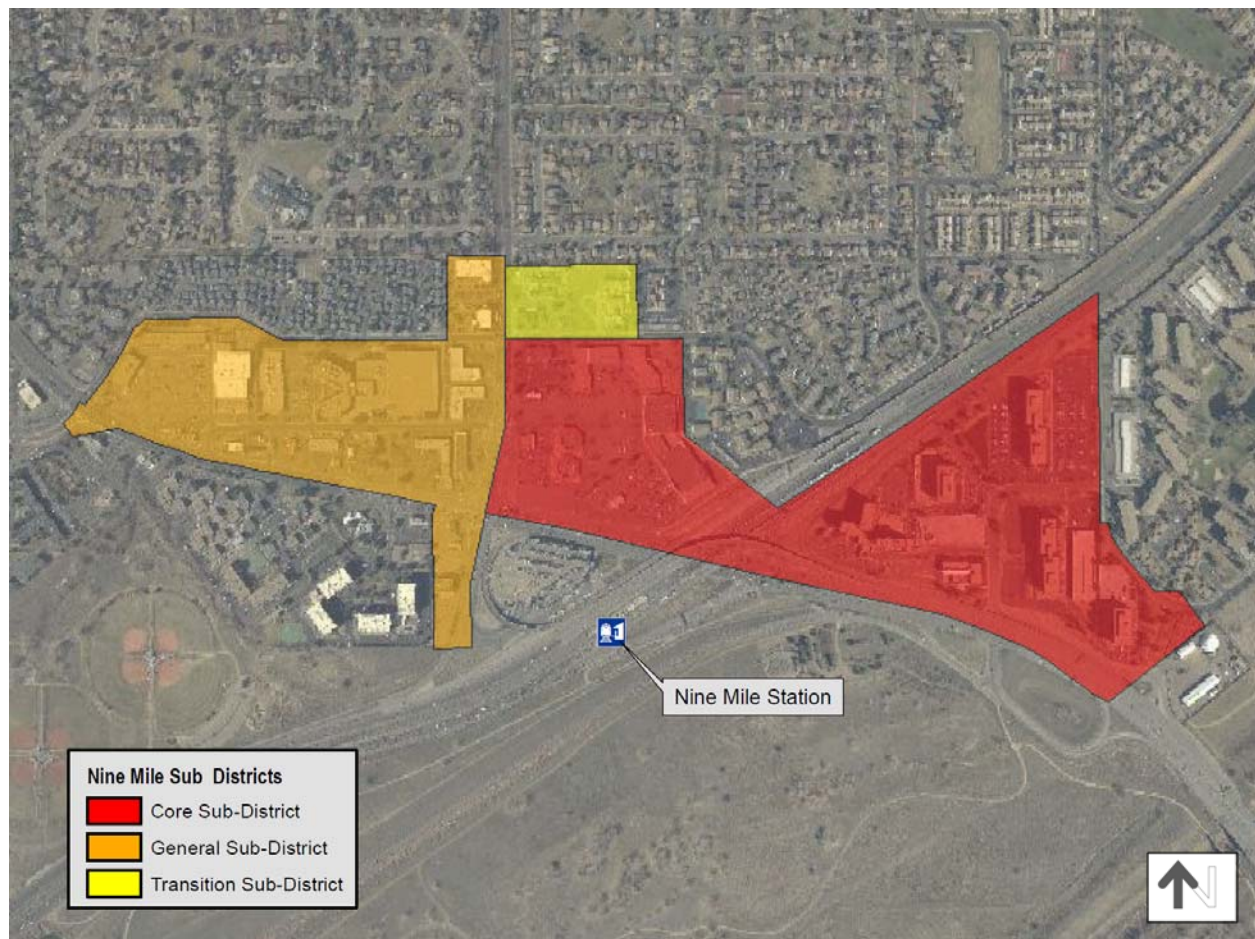 Nine Mile Station
Nine Mile Sub Districts
Core Sub-District
General Sub-District
Transition Sub-District
N